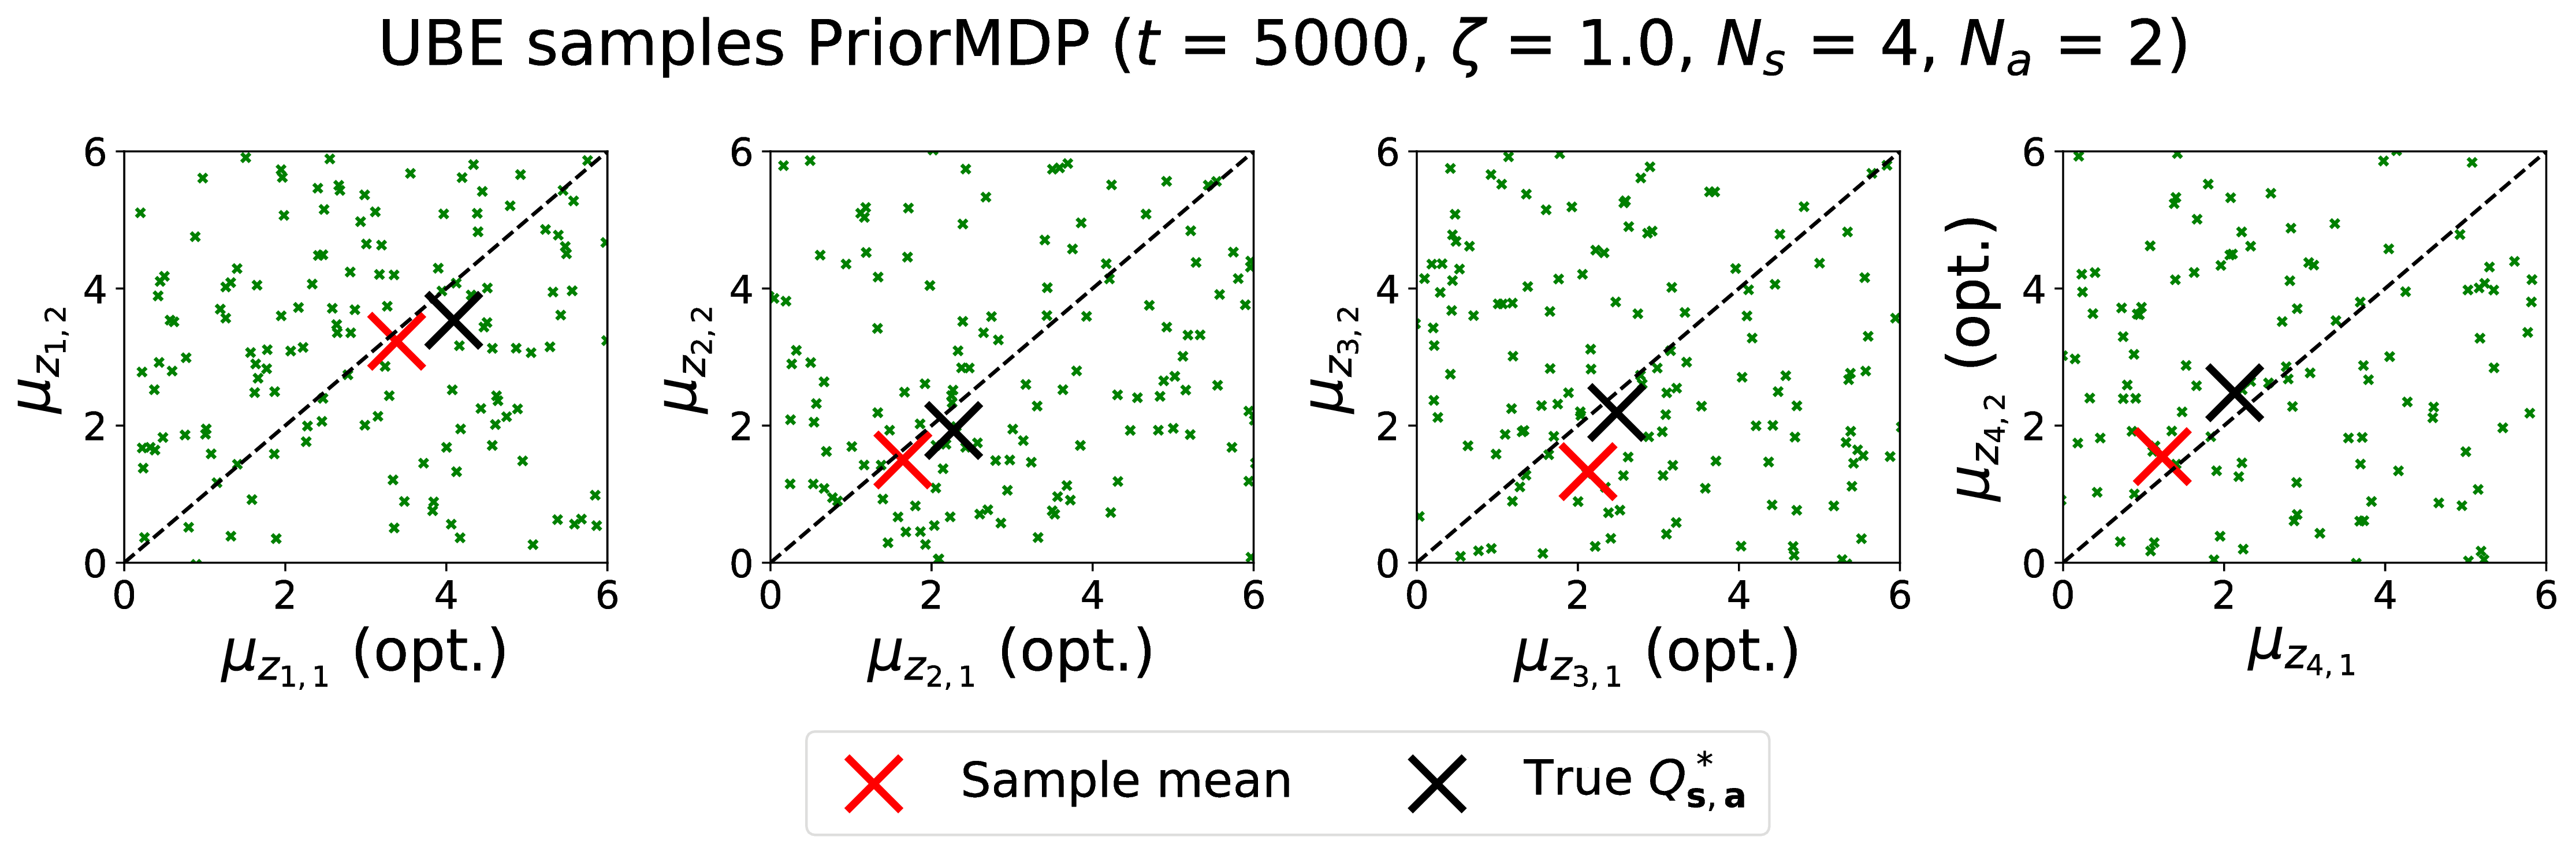 UBE samples PriorMDP (t = 5000, ζ = 1.0, N_s = 4, N_a = 2)
6
4
2
0
0 2 4 6
μ_{z_{1,2}}
μ_{z_{1,1}} (opt.)
6
4
2
0
0 2 4 6
μ_{z_{2,2}}
μ_{z_{2,1}} (opt.)
6
4
2
0
0 2 4 6
μ_{z_{3,2}}
μ_{z_{3,1}} (opt.)
6
4
2
0
0 2 4 6
μ_{z_{4,2}} (opt.)
μ_{z_{4,1}}
Sample mean
True Q^*_{s,a}